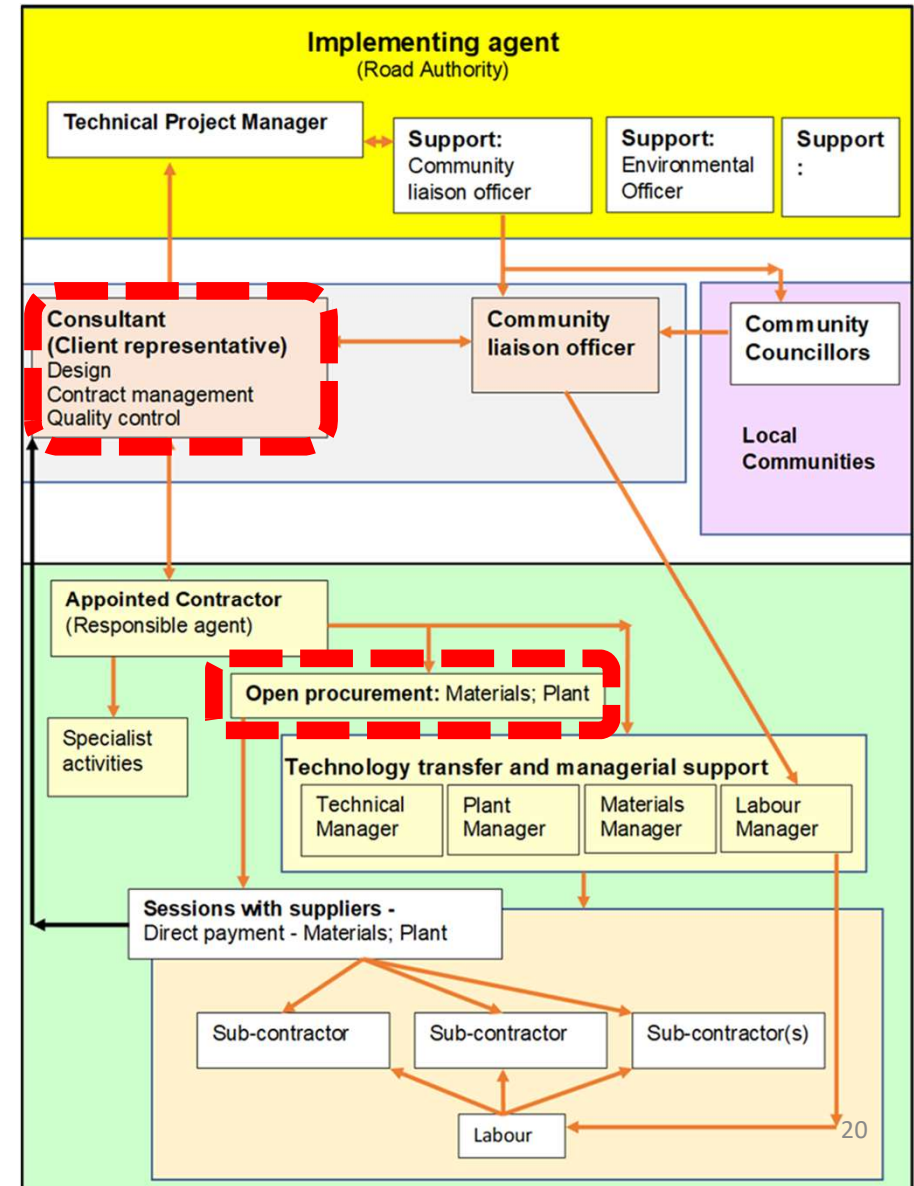 Implementing agent
(Road Authority)
Technical Project Manager
Support:
Community
liaison officer
Support:
Environmental
Officer
Support
:
Consultant
(Client representative)
Design
Contract management
Quality control
Community
liaison officer
Community
Councillors
Local
Communities
Appointed Contractor
(Responsible agent)
Open procurement: Materials; Plant
Specialist
activities
Technology transfer and managerial support
Technical
Manager
Plant
Manager
Materials
Manager
Labour
Manager
Sessions with suppliers -
Direct payment - Materials; Plant
Sub-contractor
Sub-contractor
Sub-contractor(s)
Labour
20